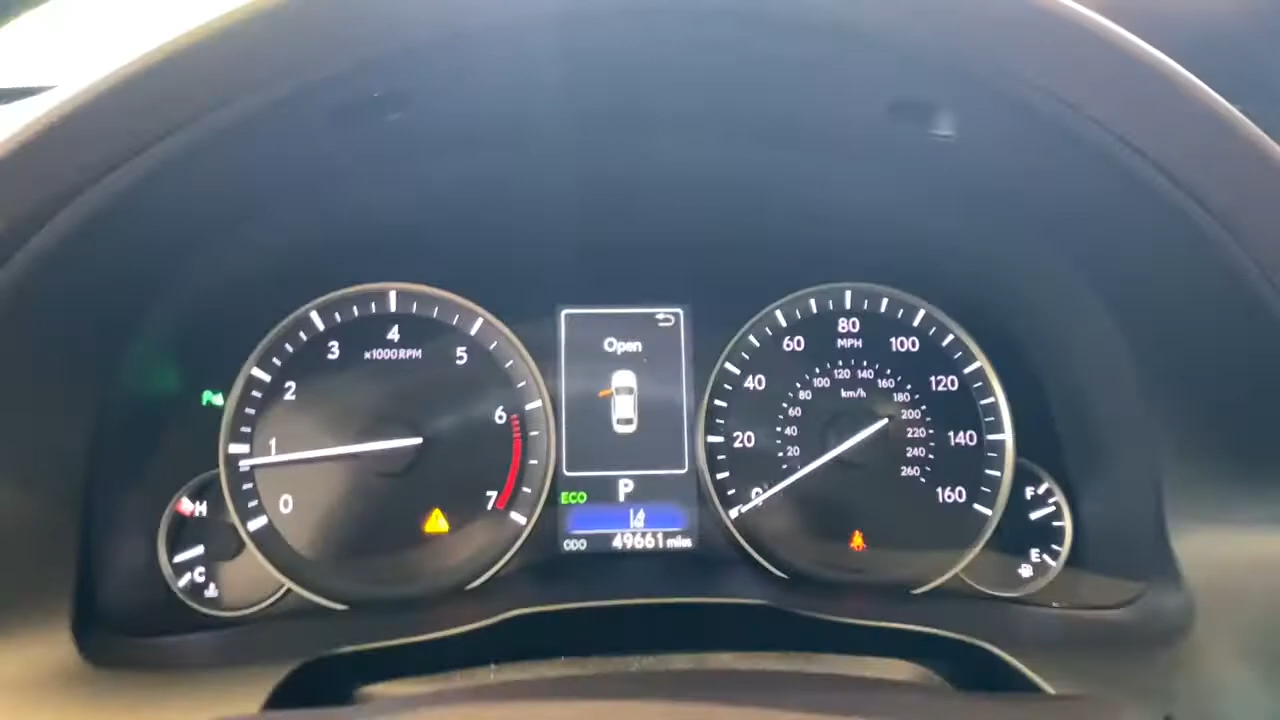 4
3
5
×1000RPM
2
6
1
0
7
H
C
Open
P
ECO
ODO 49661 miles
80
MPH
60
100
40
120
20
140
0
160
120 140
100 160
80 180
km/h
60 200
40 220
20 240
260
F
E